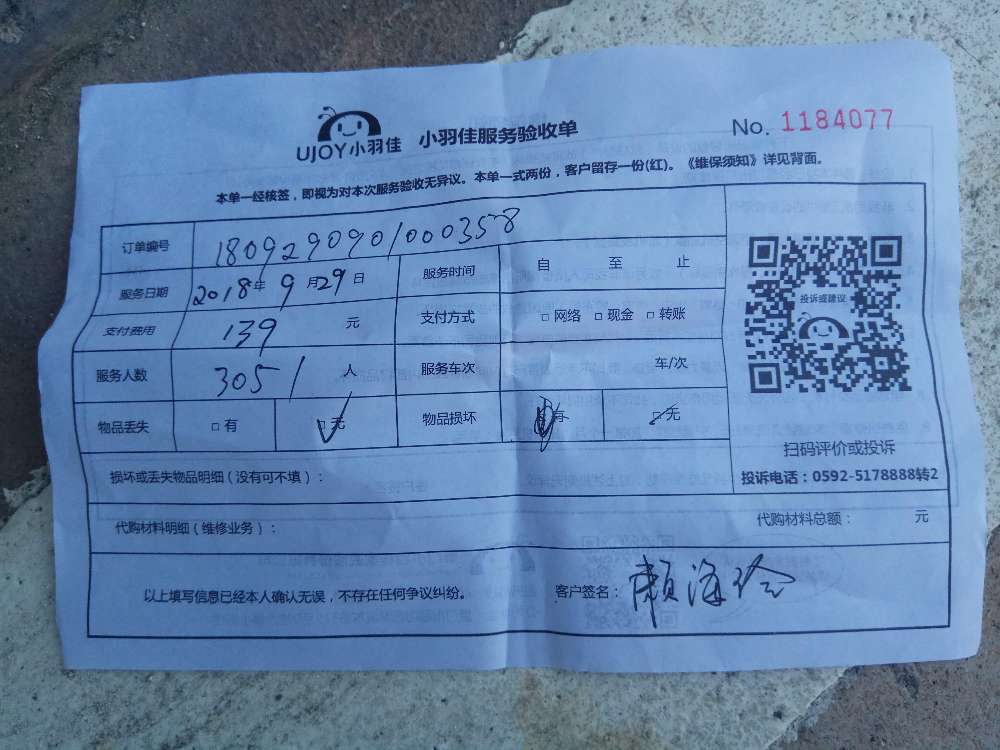 UJOY小羽佳 小羽佳服务验收单 No. 1184077
本单一经核签，即视为对本次服务验收无异议。本单一式两份，客户留存一份(红)。《维保须知》详见背面。
订单编号 1809290901000358
服务日期 2018年9月29日 服务时间 自 至 止
支付费用 139 元 支付方式 □网络 □现金 □转账
服务人数 3051 人 服务车次 车/次
物品丢失 □有 □无 物品损坏 □有 □无
投诉或建议
扫码评价或投诉
投诉电话：0592-5178888转2
损坏或丢失物品明细（没有可不填）：
代购材料明细（维修业务）： 代购材料总额： 元
以上填写信息已经本人确认无误，不存在任何争议纠纷。 客户签名：赖海玲